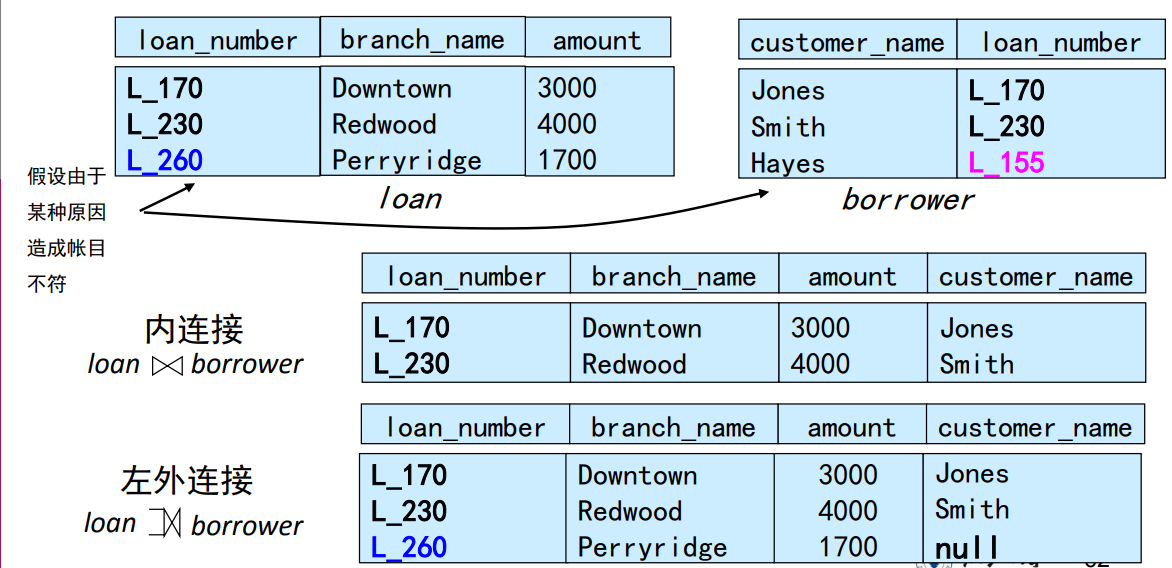 loan_number branch_name amount
L_170 Downtown 3000
L_230 Redwood 4000
L_260 Perryridge 1700
loan
customer_name loan_number
Jones L_170
Smith L_230
Hayes L_155
borrower
假设由于
某种原因
造成帐目
不符
内连接
loan ⋈ borrower
loan_number branch_name amount customer_name
L_170 Downtown 3000 Jones
L_230 Redwood 4000 Smith
左外连接
loan ⟕ borrower
loan_number branch_name amount customer_name
L_170 Downtown 3000 Jones
L_230 Redwood 4000 Smith
L_260 Perryridge 1700 null